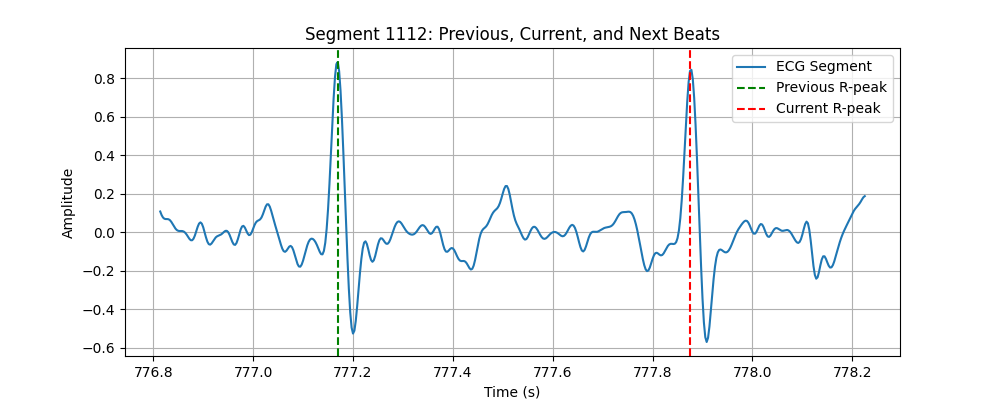 Segment 1112: Previous, Current, and Next Beats
ECG Segment
Previous R-peak
Current R-peak
Amplitude
0.8
0.6
0.4
0.2
0.0
−0.2
−0.4
−0.6
776.8 777.0 777.2 777.4 777.6 777.8 778.0 778.2
Time (s)